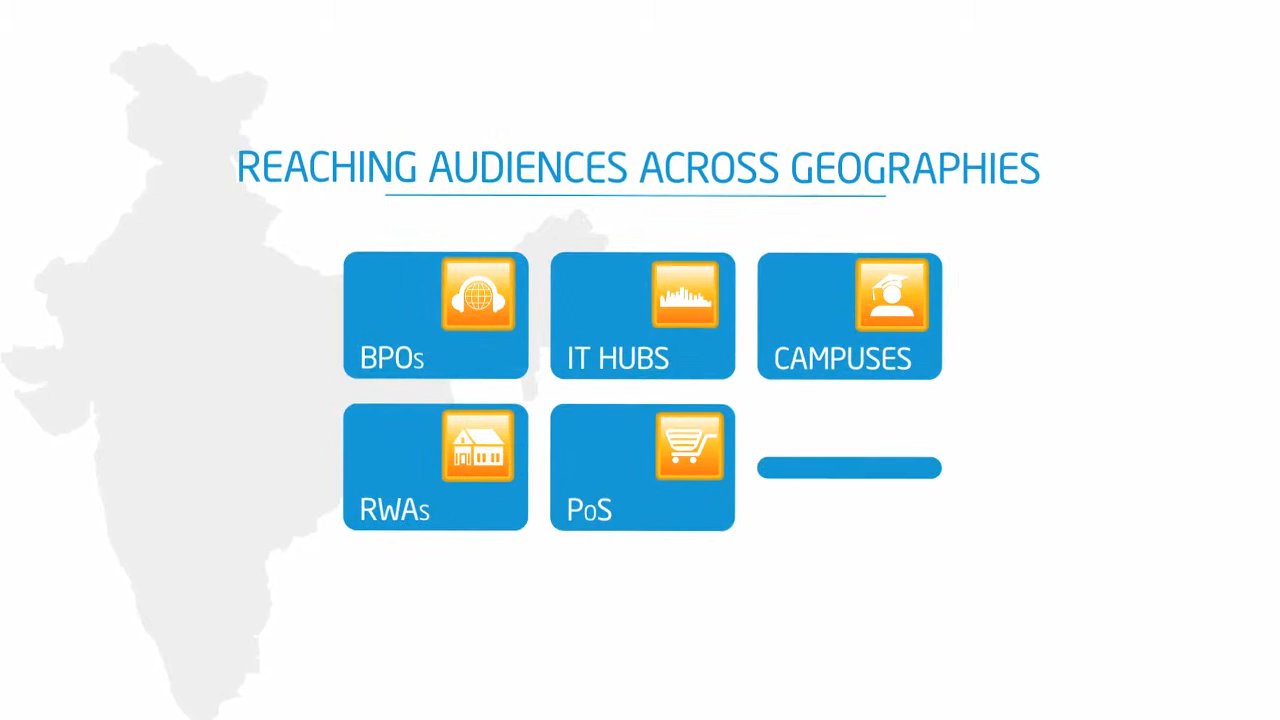 REACHING AUDIENCES ACROSS GEOGRAPHIES
BPOs
IT HUBS
CAMPUSES
RWAs
PoS